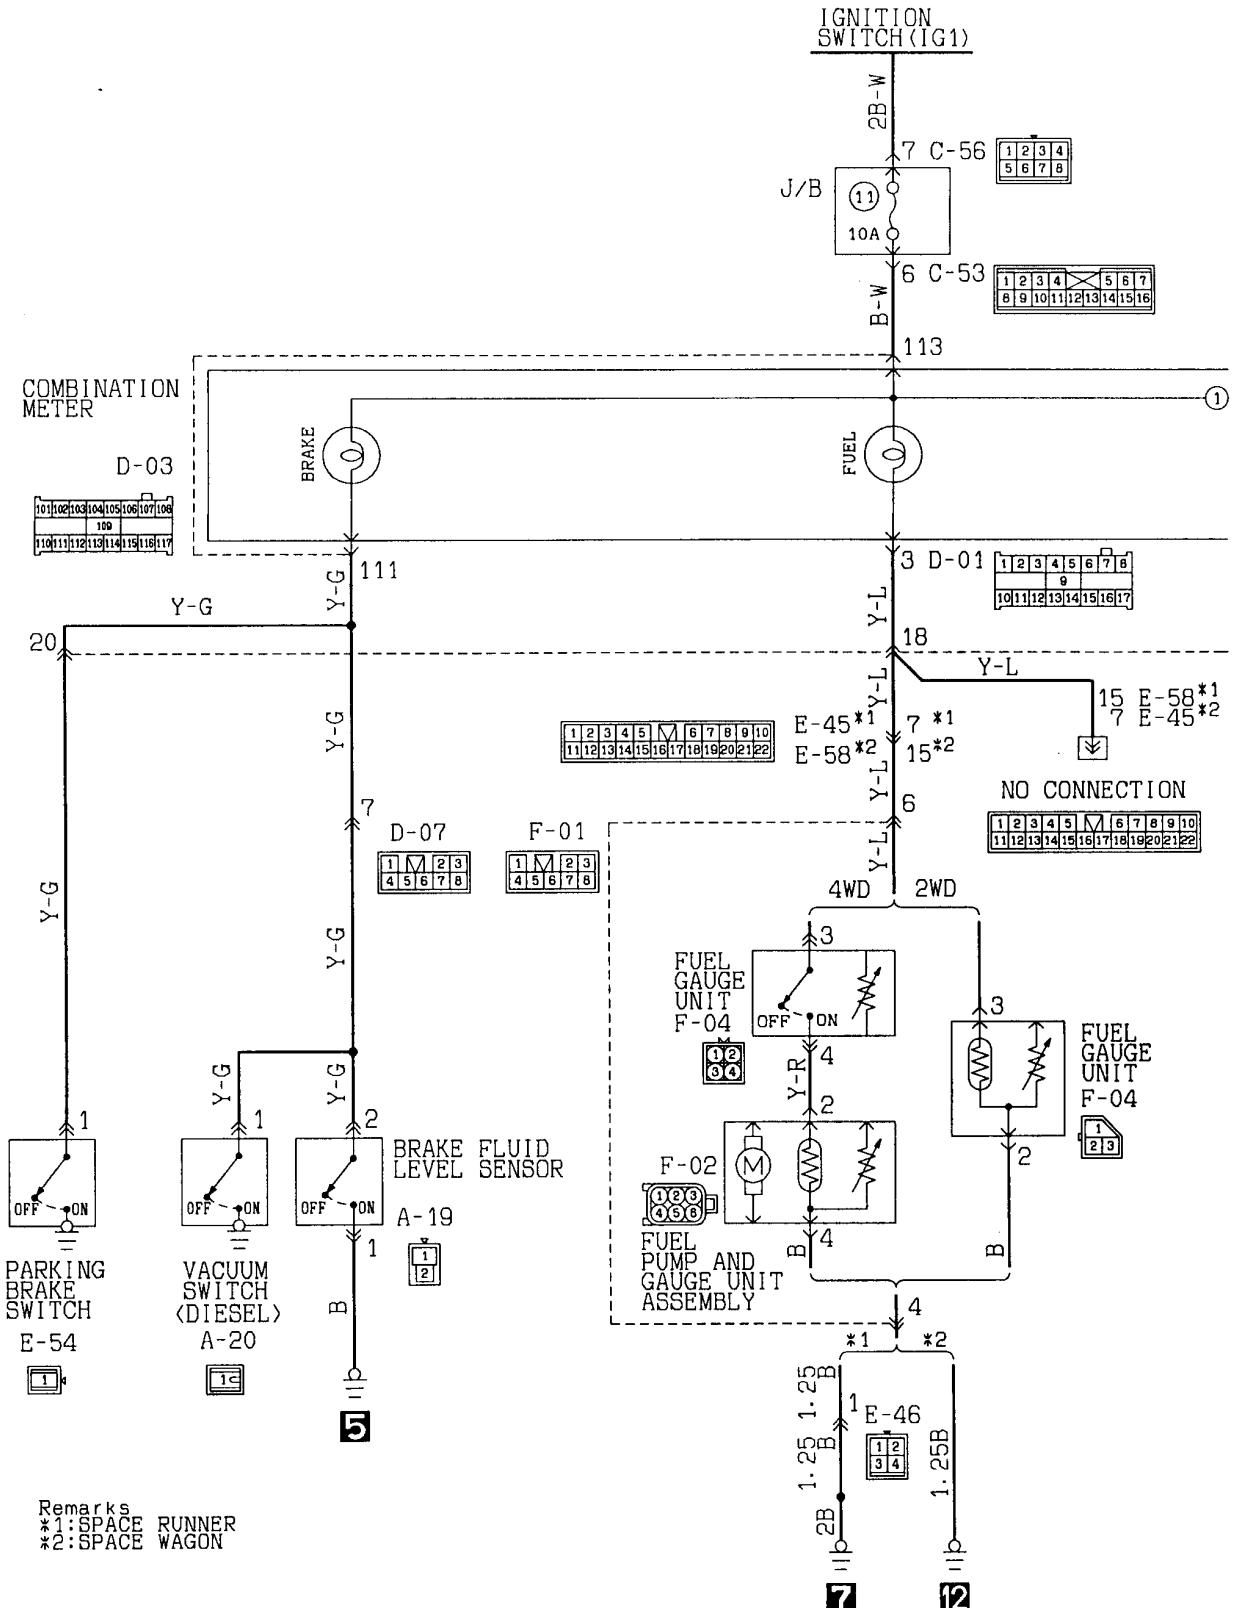 IGNITION
SWITCH(IG1)
2B-W
7 C-56
1 2 3 4
5 6 7 8
J/B
11
10A
6 C-53
1 2 3 4 5 6 7
8 9 10 11 12 13 14 15 16
B-W
113
COMBINATION
METER
1
BRAKE
FUEL
D-03
101 102 103 104 105 106 107 108
109
110 111 112 113 114 115 116 117
111
3 D-01
1 2 3 4 5 6 7 8
9
10 11 12 13 14 15 16 17
Y-G
Y-G
Y-L
20
18
Y-L
Y-L
Y-G
15 E-58*1
7 E-45*2
E-45*1 7 *1
E-58*2 15*2
1 2 3 4 5 6 7 8 9 10
11 12 13 14 15 16 17 18 19 20 21 22
Y-L
NO CONNECTION
1 2 3 4 5 6 7 8 9 10
11 12 13 14 15 16 17 18 19 20 21 22
7
6
D-07
1 2 3
4 5 6 7 8
F-01
1 2 3
4 5 6 7 8
Y-L
Y-G
Y-G
4WD 2WD
3
FUEL
GAUGE
UNIT
F-04
1 2
3 4
OFF ON
4
Y-R
3
FUEL
GAUGE
UNIT
F-04
1
2 3
2
Y-G
Y-G
1
1
2
2
BRAKE FLUID
LEVEL SENSOR
OFF ON
OFF ON
OFF ON
A-19
1
2
1
F-02
1 2 3
4 5 6
M
4
FUEL
PUMP AND
GAUGE UNIT
ASSEMBLY
B
B
PARKING
BRAKE
SWITCH
E-54
1
VACUUM
SWITCH
(DIESEL)
A-20
1
B
5
4
*1 *2
1.25B
1
E-46
1 2
3 4
1.25B
1.25B
2B
7
12
Remarks
*1:SPACE RUNNER
*2:SPACE WAGON